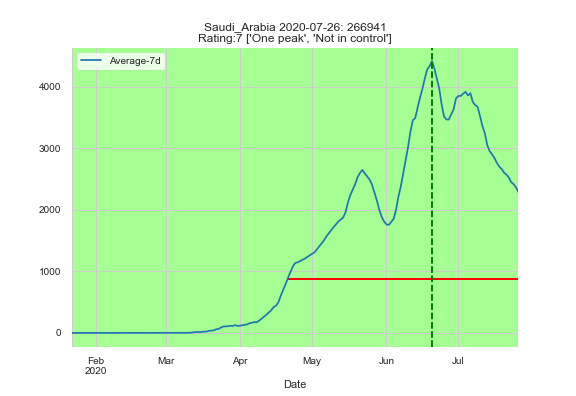 Saudi_Arabia 2020-07-26: 266941
Rating:7 ['One peak', 'Not in control']
Average-7d
4000
3000
2000
1000
0
Feb Mar Apr May Jun Jul
2020
Date